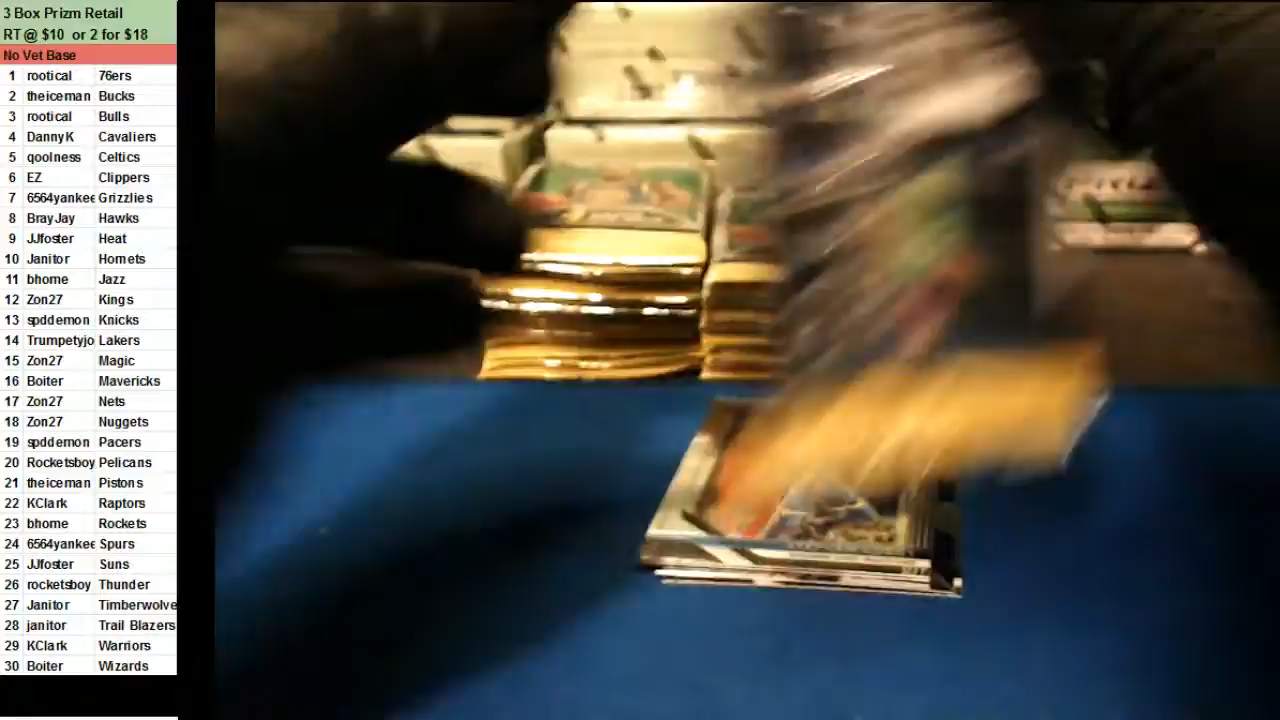 3 Box Prizm Retail
RT @ $10 or 2 for $18
No Vet Base
1 rootical 76ers
2 theiceman Bucks
3 rootical Bulls
4 DannyK Cavaliers
5 qoolness Celtics
6 EZ Clippers
7 6564yankee Grizzlies
8 BrayJay Hawks
9 JJfoster Heat
10 Janitor Hornets
11 bhome Jazz
12 Zon27 Kings
13 spddemon Knicks
14 Trumpetyjo Lakers
15 Zon27 Magic
16 Boiter Mavericks
17 Zon27 Nets
18 Zon27 Nuggets
19 spddemon Pacers
20 Rocketsboy Pelicans
21 theiceman Pistons
22 KClark Raptors
23 bhome Rockets
24 6564yankee Spurs
25 JJfoster Suns
26 rocketsboy Thunder
27 Janitor Timberwolve
28 janitor Trail Blazers
29 KClark Warriors
30 Boiter Wizards